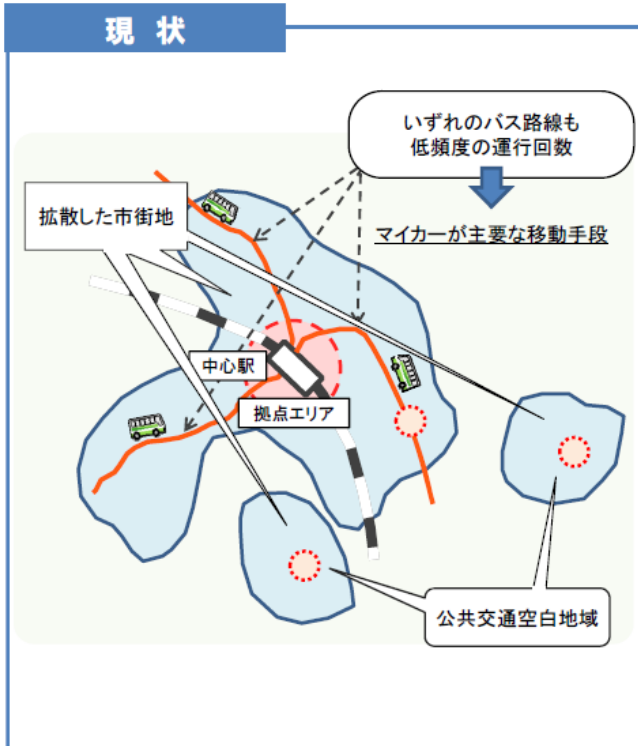 現 状
いずれのバス路線も
低頻度の運行回数
拡散した市街地
マイカーが主要な移動手段
中心駅
拠点エリア
公共交通空白地域